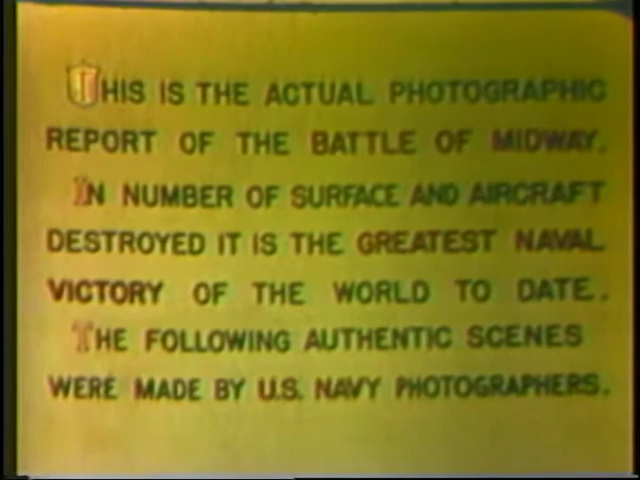 THIS IS THE ACTUAL PHOTOGRAPHIC
REPORT OF THE BATTLE OF MIDWAY.
IN NUMBER OF SURFACE AND AIRCRAFT
DESTROYED IT IS THE GREATEST NAVAL
VICTORY OF THE WORLD TO DATE.
THE FOLLOWING AUTHENTIC SCENES
WERE MADE BY U.S. NAVY PHOTOGRAPHERS.